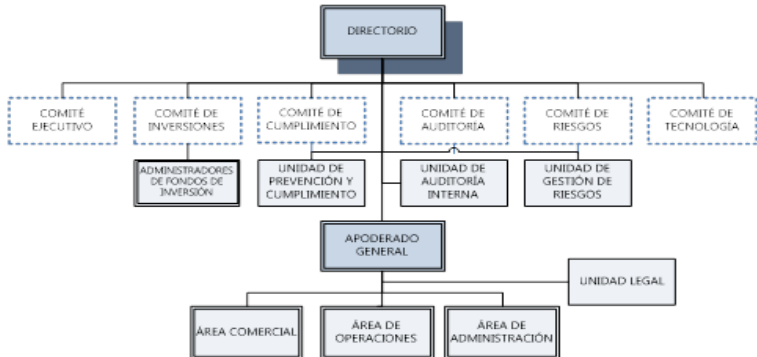 DIRECTORIO
COMITÉ
EJECUTIVO
COMITÉ DE
INVERSIONES
COMITÉ DE
CUMPLIMIENTO
COMITÉ DE
AUDITORÍA
COMITÉ DE
RIESGOS
COMITÉ DE
TECNOLOGÍA
ADMINISTRADORES
DE FONDOS DE
INVERSIÓN
UNIDAD DE
PREVENCIÓN Y
CUMPLIMIENTO
UNIDAD DE
AUDITORÍA
INTERNA
UNIDAD DE
GESTIÓN DE
RIESGOS
APODERADO
GENERAL
UNIDAD LEGAL
ÁREA COMERCIAL
ÁREA DE
OPERACIONES
ÁREA DE
ADMINISTRACIÓN